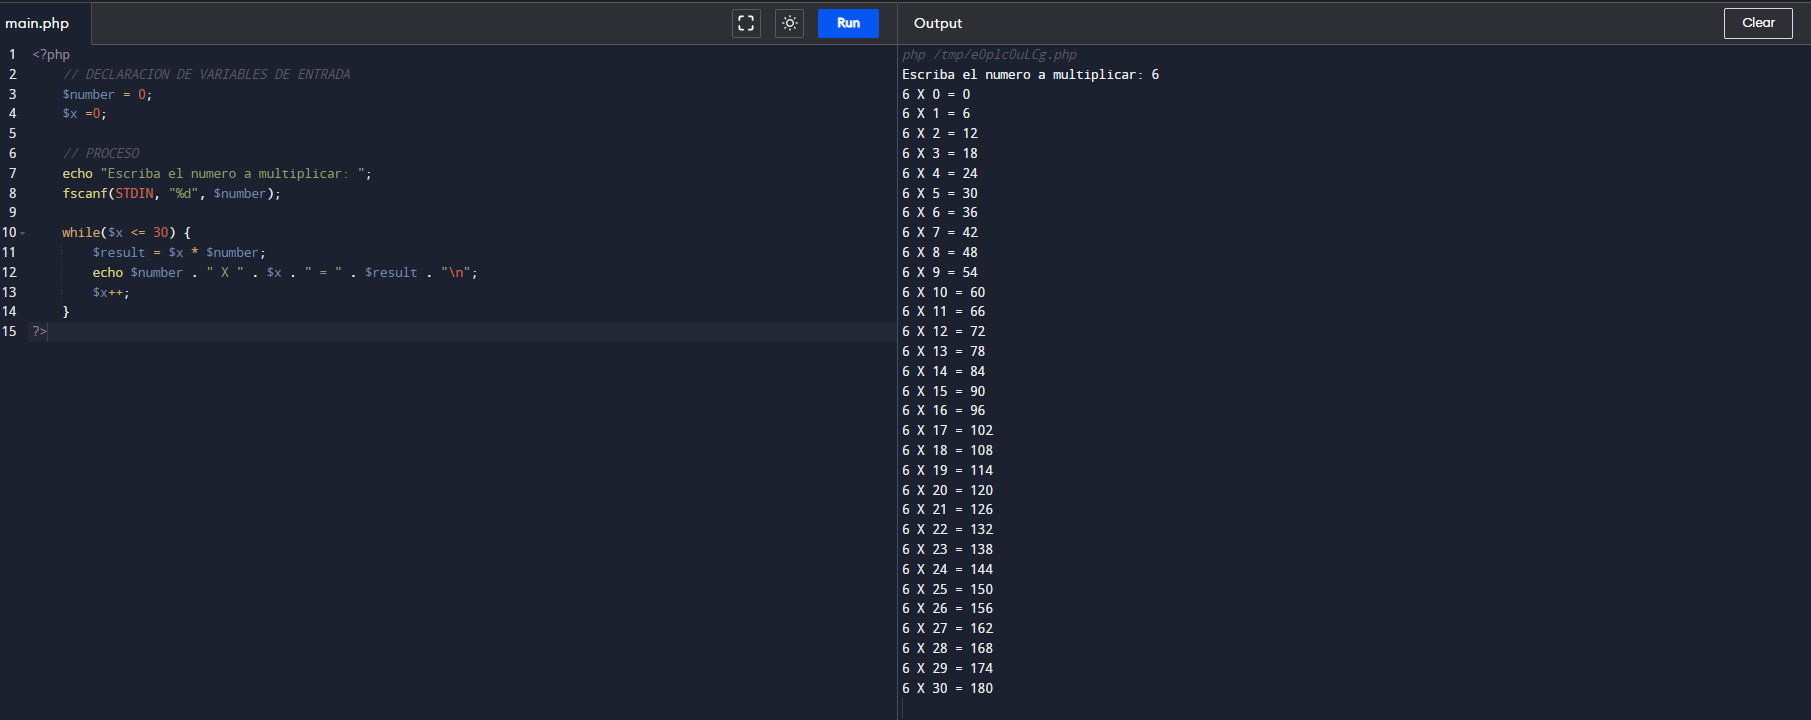 main.php
Run
1 <?php
2 // DECLARACION DE VARIABLES DE ENTRADA
3 $number = 0;
4 $x =0;
5
6 // PROCESO
7 echo "Escriba el numero a multiplicar: ";
8 fscanf(STDIN, "%d", $number);
9
10 while($x <= 30) {
11 $result = $x * $number;
12 echo $number . " X " . $x . " = " . $result . "\n";
13 $x++;
14 }
15 ?>
Output
Clear
php /tmp/eOplcOuLCg.php
Escriba el numero a multiplicar: 6
6 X 0 = 0
6 X 1 = 6
6 X 2 = 12
6 X 3 = 18
6 X 4 = 24
6 X 5 = 30
6 X 6 = 36
6 X 7 = 42
6 X 8 = 48
6 X 9 = 54
6 X 10 = 60
6 X 11 = 66
6 X 12 = 72
6 X 13 = 78
6 X 14 = 84
6 X 15 = 90
6 X 16 = 96
6 X 17 = 102
6 X 18 = 108
6 X 19 = 114
6 X 20 = 120
6 X 21 = 126
6 X 22 = 132
6 X 23 = 138
6 X 24 = 144
6 X 25 = 150
6 X 26 = 156
6 X 27 = 162
6 X 28 = 168
6 X 29 = 174
6 X 30 = 180